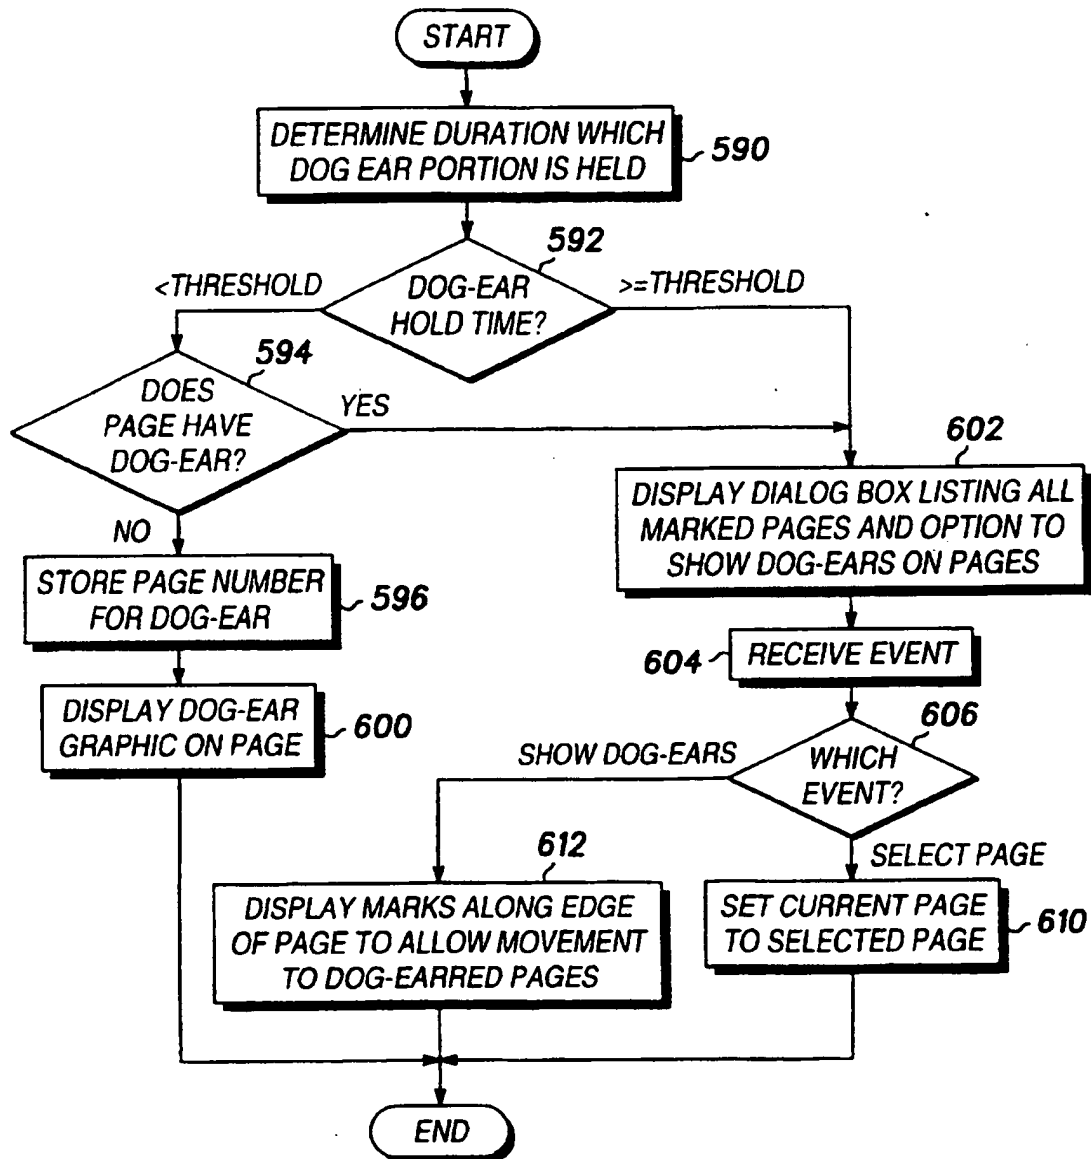 START
DETERMINE DURATION WHICH
DOG EAR PORTION IS HELD
590
592
<THRESHOLD
DOG-EAR
HOLD TIME?
>=THRESHOLD
594
DOES
PAGE HAVE
DOG-EAR?
YES
NO
602
DISPLAY DIALOG BOX LISTING ALL
MARKED PAGES AND OPTION TO
SHOW DOG-EARS ON PAGES
STORE PAGE NUMBER
FOR DOG-EAR
596
604
RECEIVE EVENT
DISPLAY DOG-EAR
GRAPHIC ON PAGE
600
606
SHOW DOG-EARS
WHICH
EVENT?
SELECT PAGE
612
DISPLAY MARKS ALONG EDGE
OF PAGE TO ALLOW MOVEMENT
TO DOG-EARRED PAGES
SET CURRENT PAGE
TO SELECTED PAGE
610
END